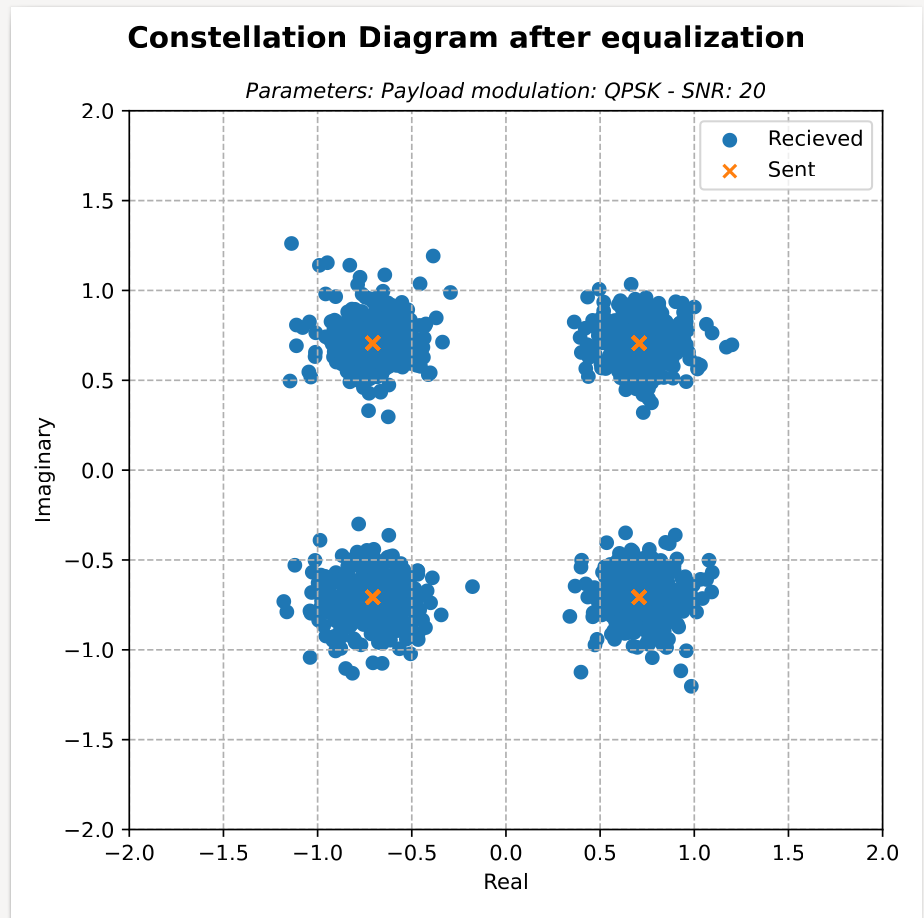 Constellation Diagram after equalization
Parameters: Payload modulation: QPSK - SNR: 20
Recieved
Sent
2.0
1.5
1.0
0.5
0.0
−0.5
−1.0
−1.5
−2.0
Imaginary
−2.0 −1.5 −1.0 −0.5 0.0 0.5 1.0 1.5 2.0
Real